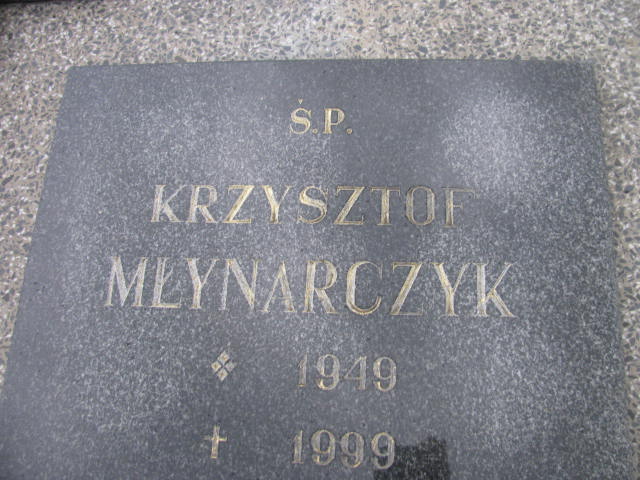 Ś.P.
KRZYSZTOF
MŁYNARCZYK
1949
✝ 1999